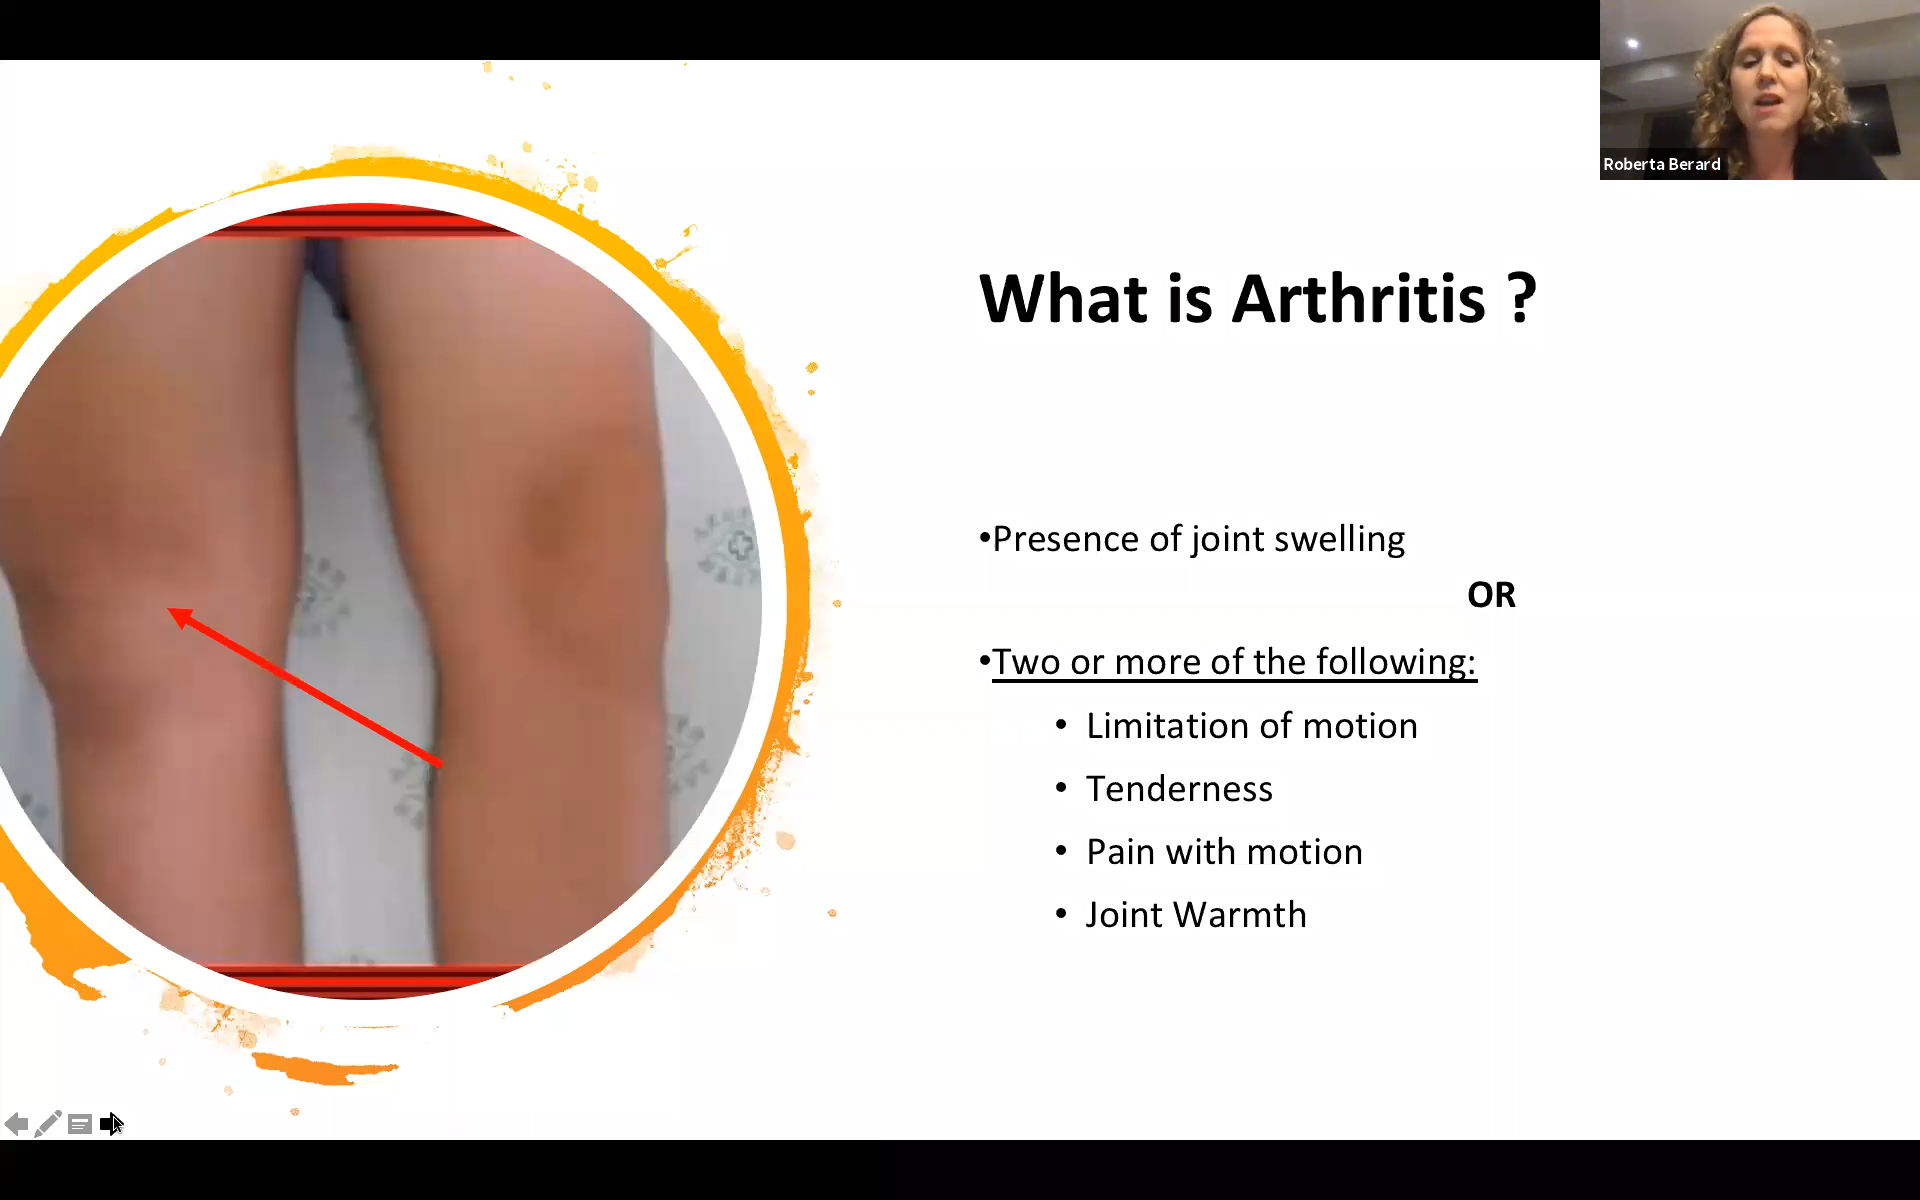 Roberta Berard
What is Arthritis ?
•Presence of joint swelling
OR
•Two or more of the following:
• Limitation of motion
• Tenderness
• Pain with motion
• Joint Warmth